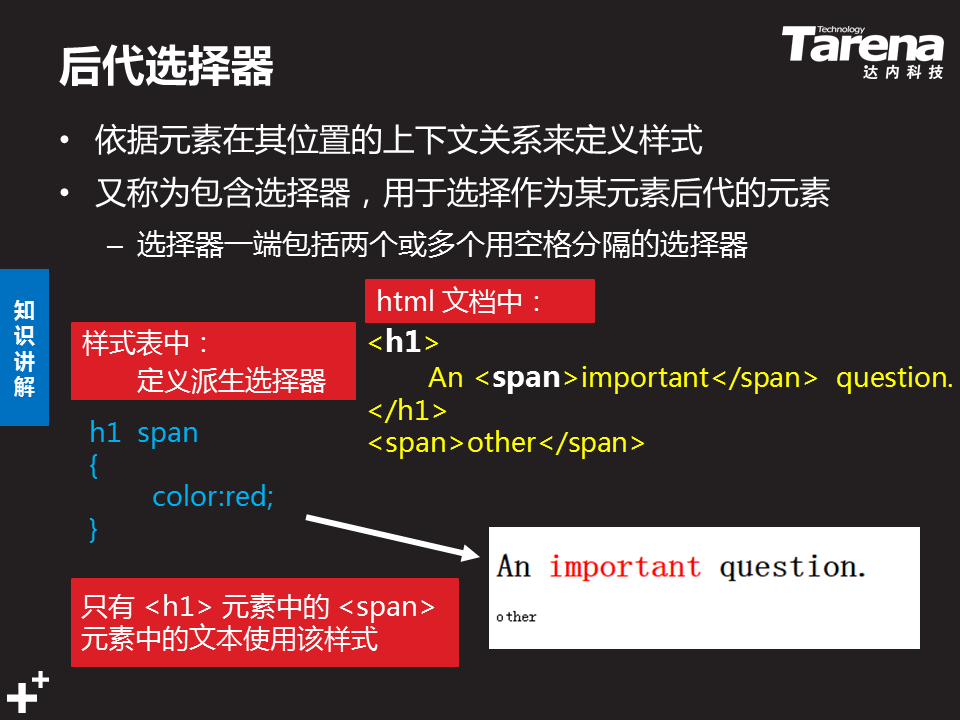 后代选择器
Technology
Tarena
达内科技
• 依据元素在其位置的上下文关系来定义样式
• 又称为包含选择器，用于选择作为某元素后代的元素
– 选择器一端包括两个或多个用空格分隔的选择器
知识讲解
样式表中：
定义派生选择器
h1 span
{
color:red;
}
html 文档中：
<h1>
An <span>important</span> question.
</h1>
<span>other</span>
An important question.
other
只有 <h1> 元素中的 <span>
元素中的文本使用该样式